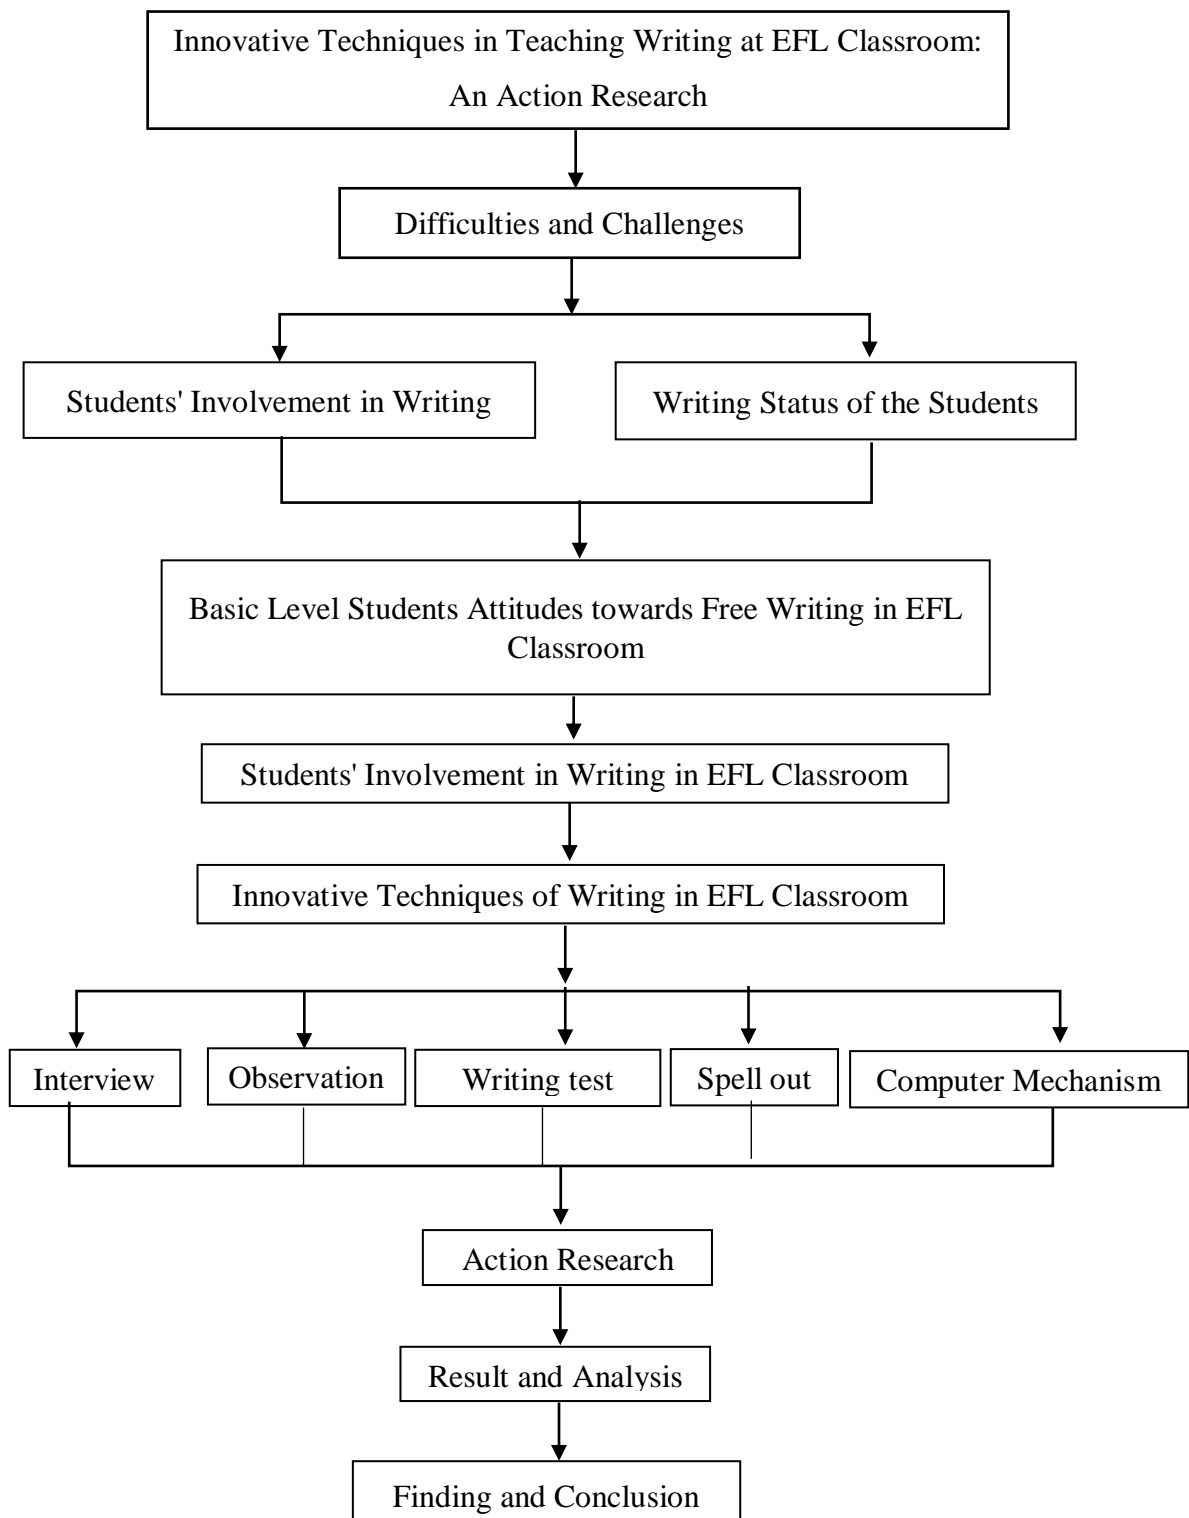 Innovative Techniques in Teaching Writing at EFL Classroom:
An Action Research
Difficulties and Challenges
Students' Involvement in Writing
Writing Status of the Students
Basic Level Students Attitudes towards Free Writing in EFL
Classroom
Students' Involvement in Writing in EFL Classroom
Innovative Techniques of Writing in EFL Classroom
Interview
Observation
Writing test
Spell out
Computer Mechanism
Action Research
Result and Analysis
Finding and Conclusion